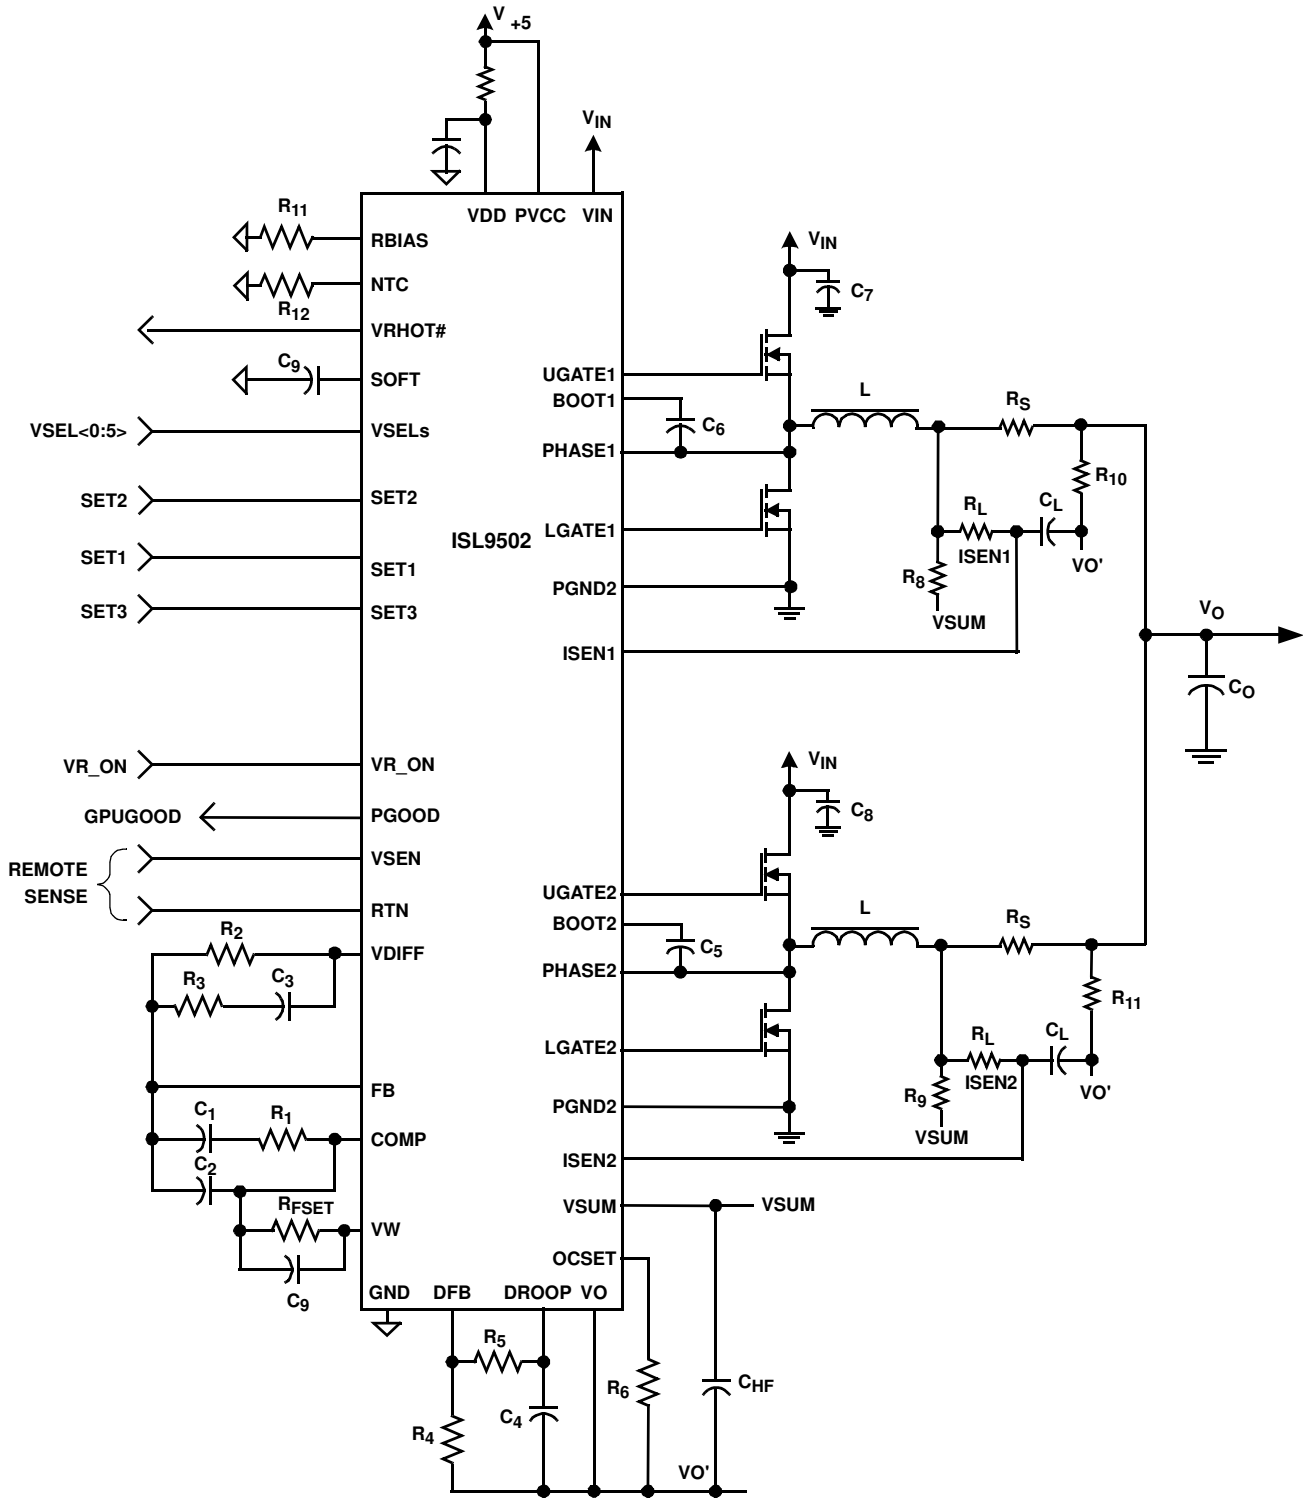 V +5
VIN
VDD PVCC VIN
R11
RBIAS
NTC
R12
VRHOT#
C9
SOFT
VSEL<0:5>
VSELs
SET2
SET2
SET1
SET1
SET3
SET3
ISL9502
VR_ON
VR_ON
GPUGOOD
PGOOD
REMOTE
SENSE
VSEN
RTN
R2
VDIFF
R3
C3
FB
C1
R1
COMP
C2
RFSET
VW
C9
GND
DFB
DROOP
VO
R5
R4
C4
R6
CHF
VO'
UGATE1
BOOT1
C6
PHASE1
LGATE1
PGND2
ISEN1
VIN
C7
L
RS
R10
RL
CL
ISEN1
VO'
R8
VSUM
VO
CO
VIN
C8
UGATE2
BOOT2
C5
PHASE2
LGATE2
PGND2
ISEN2
L
RS
R11
RL
CL
ISEN2
VO'
R9
VSUM
VSUM
VSUM
OCSET